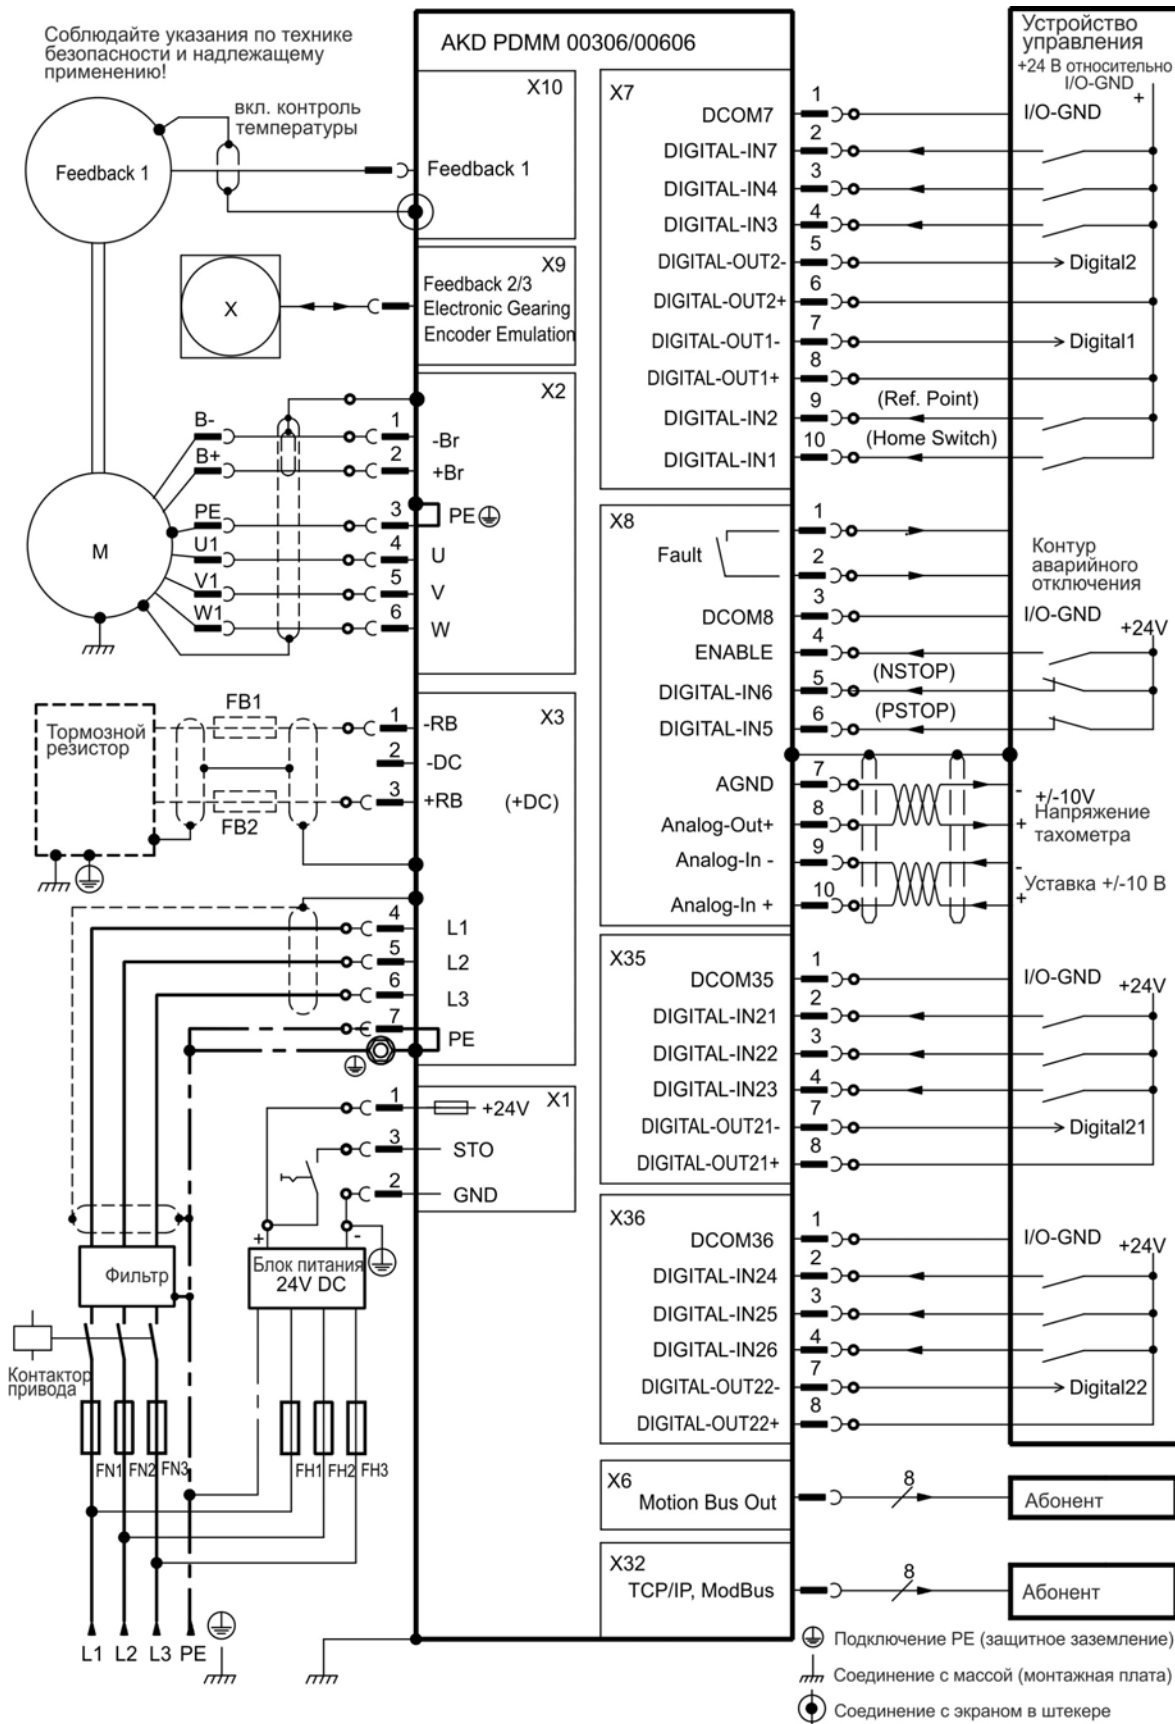 Соблюдайте указания по технике
безопасности и надлежащему
применению!
AKD PDMM 00306/00606
Устройство
управления
+24 В относительно
I/O-GND
+
X10
вкл. контроль
температуры
Feedback 1
Feedback 1
X9
Feedback 2/3
Electronic Gearing
Encoder Emulation
X
X2
B-
1
-Br
B+
2
+Br
PE
3
PE
U1
4
U
V1
5
V
W1
6
W
M
X3
FB1
1
-RB
Тормозной
резистор
2
-DC
3
+RB
(+DC)
FB2
4
L1
5
L2
6
L3
7
PE
X1
1
+24V
3
STO
2
GND
+
-
Блок питания
24V DC
Фильтр
Контактор
привода
FN1
FN2
FN3
FH1
FH2
FH3
L1
L2
L3
PE
X7
DCOM7
1
I/O-GND
DIGITAL-IN7
2
DIGITAL-IN4
3
DIGITAL-IN3
4
DIGITAL-OUT2-
5
Digital2
DIGITAL-OUT2+
6
DIGITAL-OUT1-
7
Digital1
DIGITAL-OUT1+
8
DIGITAL-IN2
9
(Ref. Point)
DIGITAL-IN1
10
(Home Switch)
X8
Fault
1
2
Контур
аварийного
отключения
DCOM8
3
I/O-GND
+24V
ENABLE
4
DIGITAL-IN6
5
(NSTOP)
DIGITAL-IN5
6
(PSTOP)
AGND
7
-
+/-10V
Напряжение
тахометра
Analog-Out+
8
+
Analog-In -
9
-
Уставка +/-10 В
Analog-In +
10
+
X35
DCOM35
1
I/O-GND
+24V
DIGITAL-IN21
2
DIGITAL-IN22
3
DIGITAL-IN23
4
DIGITAL-OUT21-
7
Digital21
DIGITAL-OUT21+
8
X36
DCOM36
1
I/O-GND
+24V
DIGITAL-IN24
2
DIGITAL-IN25
3
DIGITAL-IN26
4
DIGITAL-OUT22-
7
Digital22
DIGITAL-OUT22+
8
X6
Motion Bus Out
8
Абонент
X32
TCP/IP, ModBus
8
Абонент
Подключение PE (защитное заземление)
Соединение с массой (монтажная плата)
Соединение с экраном в штекере